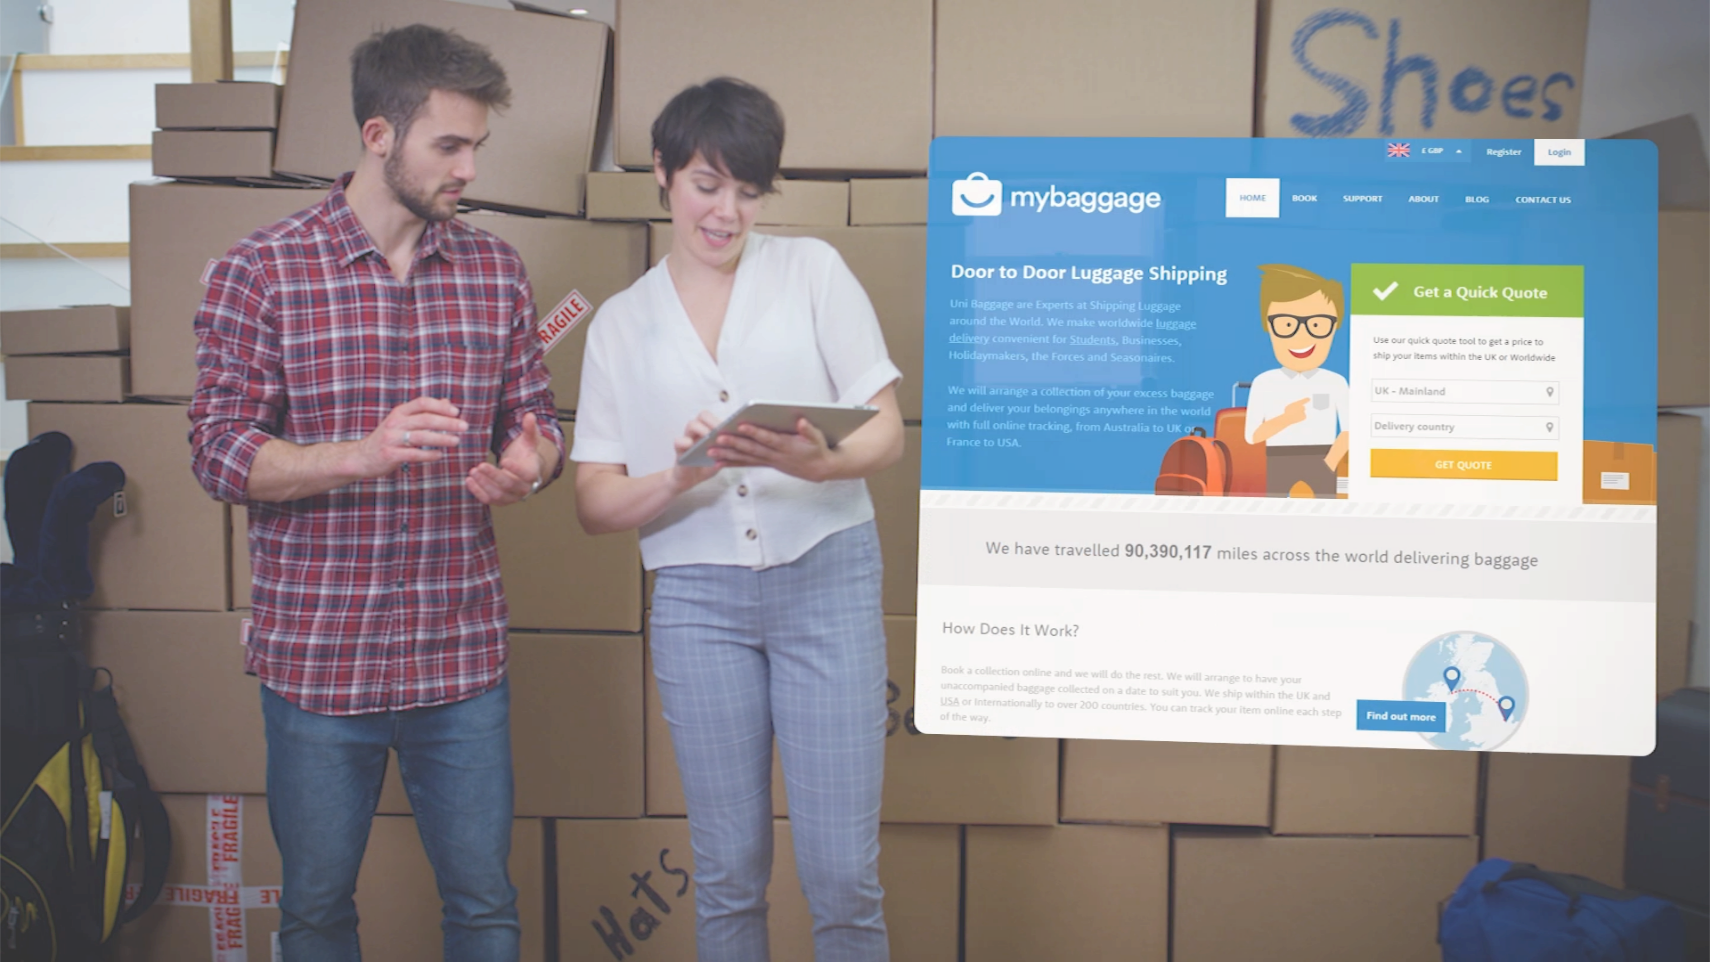 Shoes
£ GBP
Register
Login
mybaggage
HOME
BOOK
SUPPORT
ABOUT
BLOG
CONTACT US
Door to Door Luggage Shipping
Uni Baggage are Experts at Shipping Luggage
around the World. We make worldwide luggage
delivery convenient for Students, Businesses,
Holidaymakers, the Forces and Seasonaires.
We will arrange a collection of your excess baggage
and deliver your belongings anywhere in the world
with full online tracking, from Australia to UK or
France to USA.
Get a Quick Quote
Use our quick quote tool to get a price to
ship your items within the UK or Worldwide
UK - Mainland
Delivery country
GET QUOTE
We have travelled 90,390,117 miles across the world delivering baggage
How Does It Work?
Book a collection online and we will do the rest. We will arrange to have your
unaccompanied baggage collected on a date to suit you. We ship within the UK and
USA or Internationally to over 200 countries. You can track your item online each step
of the way.
Find out more
RAGILE
FRAGILE
FRAGILE
FRAGILE
Hats